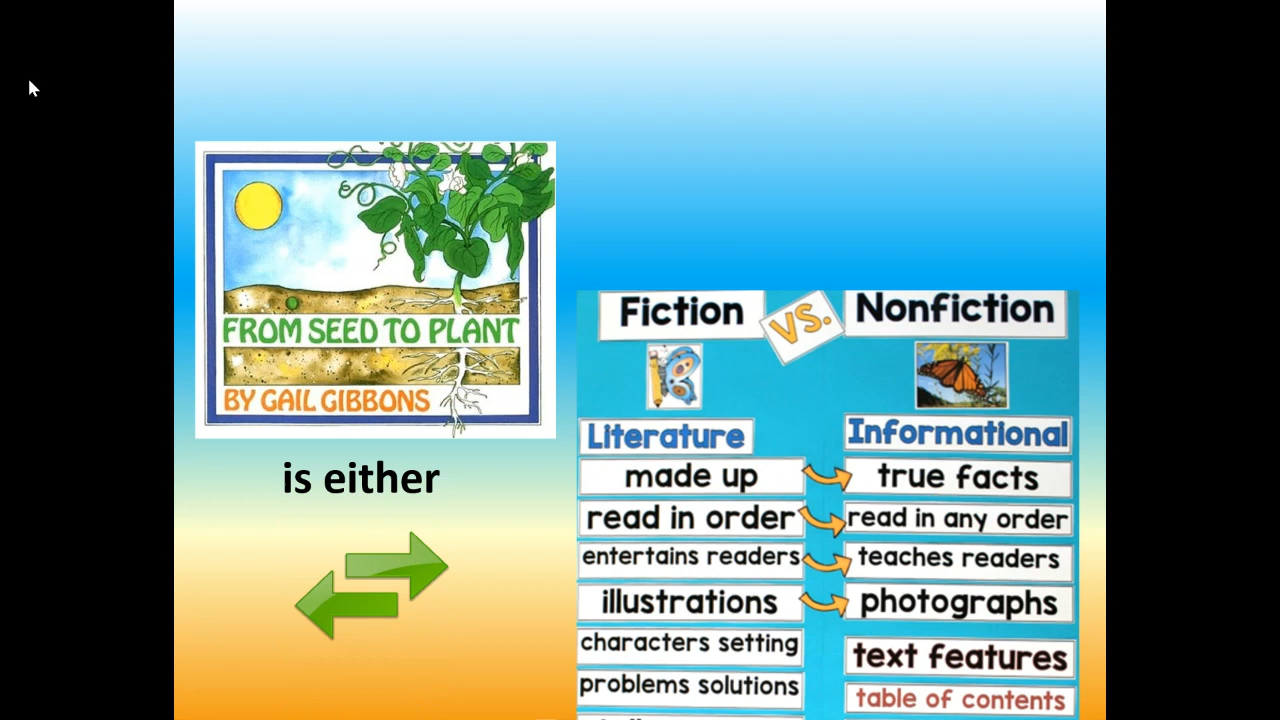 FROM SEED TO PLANT
BY GAIL GIBBONS
is either
Fiction
VS.
Nonfiction
Literature
Informational
made up
true facts
read in order
read in any order
entertains readers
teaches readers
illustrations
photographs
characters setting
text features
problems solutions
table of contents